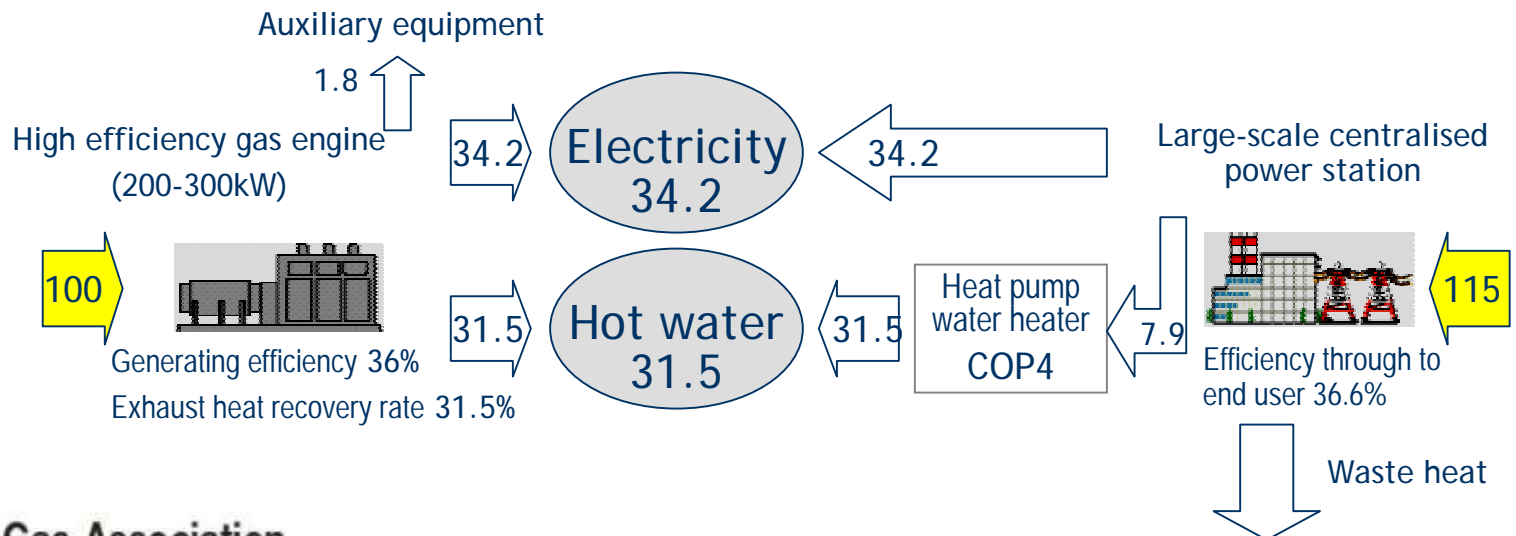 Auxiliary equipment
1.8
High efficiency gas engine
(200-300kW)
34.2
Electricity
34.2
34.2
Large-scale centralised
power station
100
Generating efficiency 36%
Exhaust heat recovery rate 31.5%
31.5
Hot water
31.5
31.5
Heat pump
water heater
COP4
7.9
115
Efficiency through to
end user 36.6%
Waste heat
Gas Association